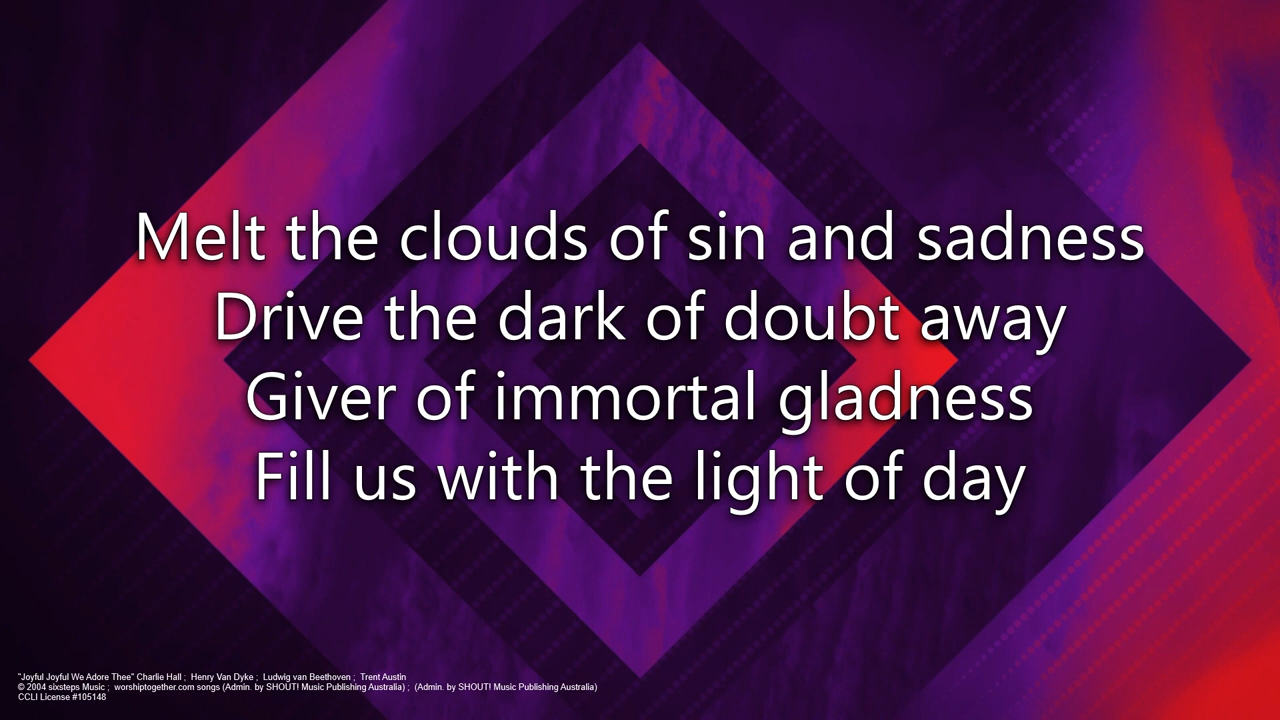 Melt the clouds of sin and sadness
Drive the dark of doubt away
Giver of immortal gladness
Fill us with the light of day
"Joyful Joyful We Adore Thee" Charlie Hall ;  Henry Van Dyke ;  Ludwig van Beethoven ;  Trent Austin
© 2004 sixsteps Music ;  worshiptogether.com songs (Admin. by SHOUT! Music Publishing Australia) ;  (Admin. by SHOUT! Music Publishing Australia)
CCLI License #105148